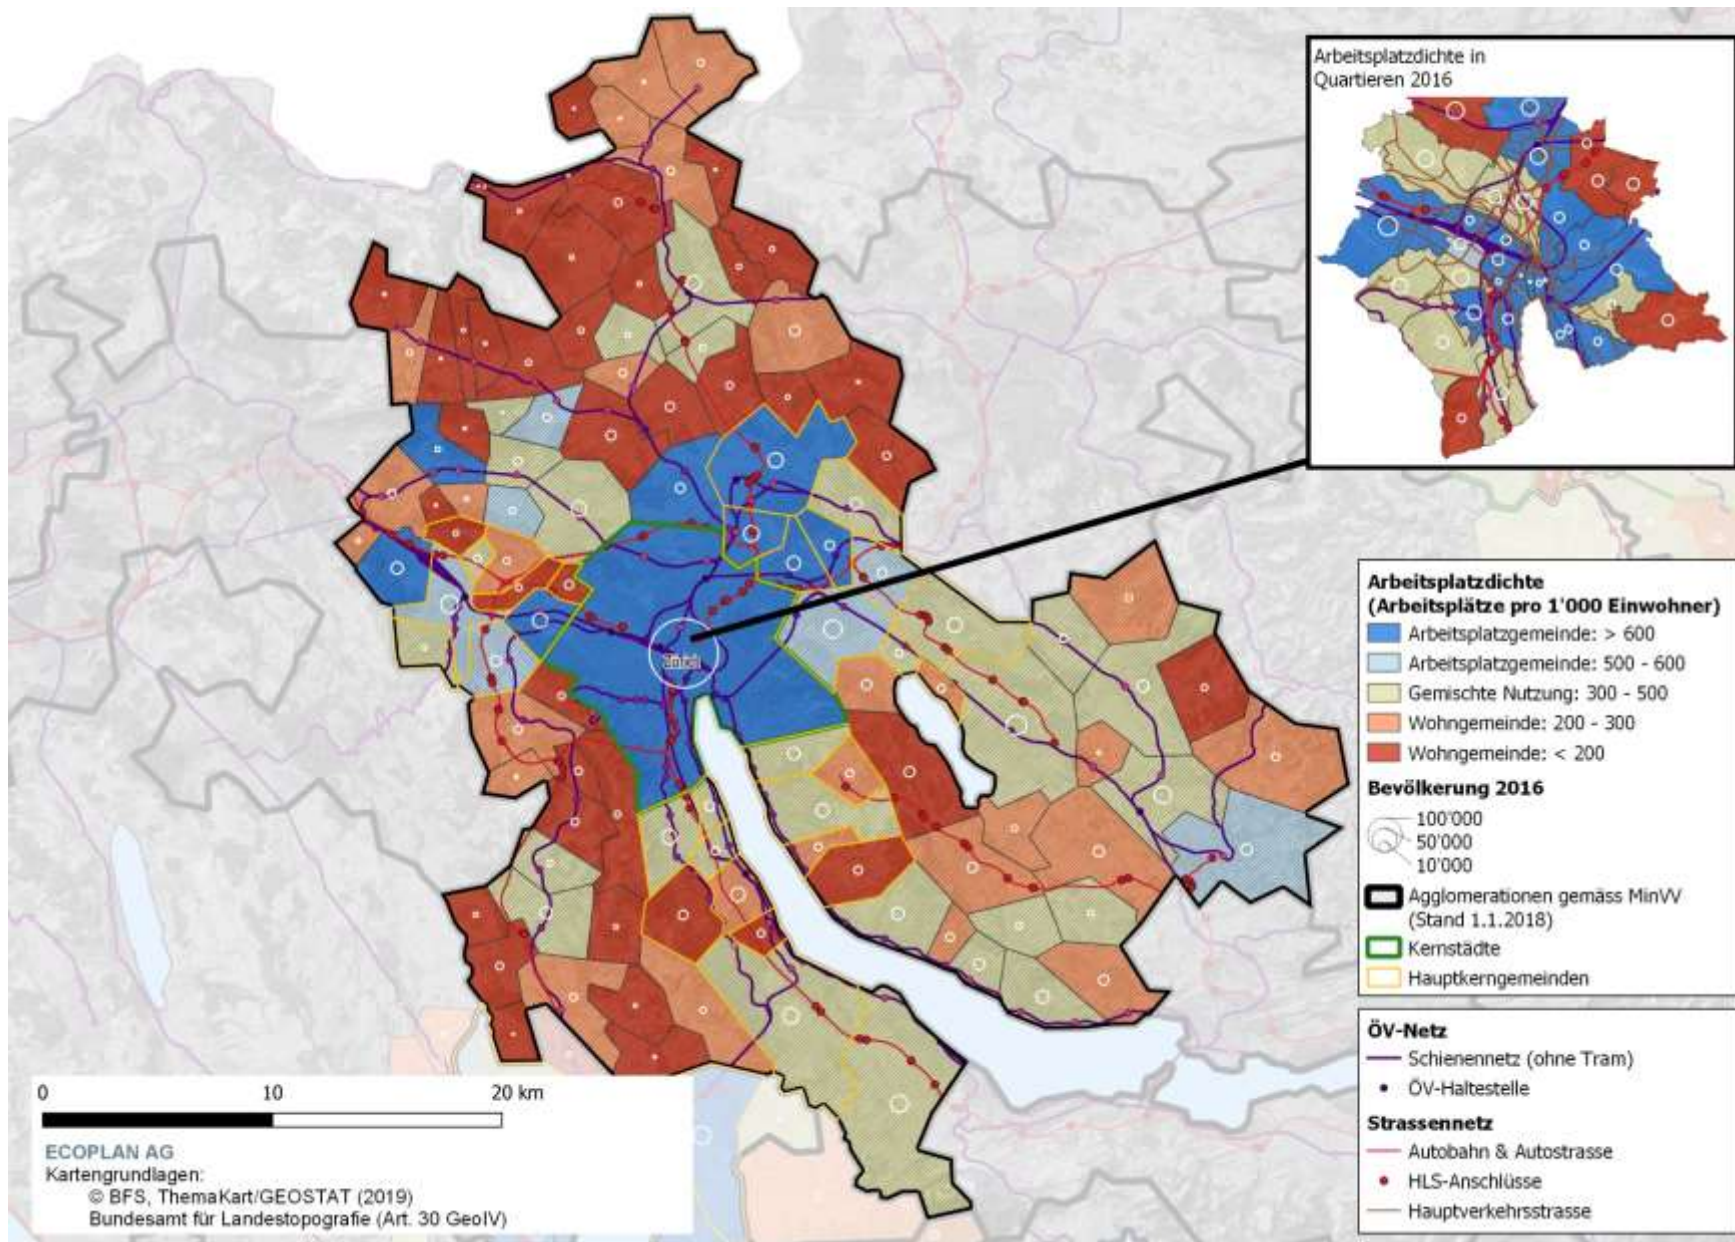 Arbeitsplatzdichte in
Quartieren 2016
Zürich
Arbeitsplatzdichte
(Arbeitsplätze pro 1'000 Einwohner)
Arbeitsplatzgemeinde: > 600
Arbeitsplatzgemeinde: 500 - 600
Gemischte Nutzung: 300 - 500
Wohngemeinde: 200 - 300
Wohngemeinde: < 200
Bevölkerung 2016
100'000
50'000
10'000
Agglomerationen gemäss MinVV
(Stand 1.1.2018)
Kernstädte
Hauptkerngemeinden
ÖV-Netz
Schienennetz (ohne Tram)
ÖV-Haltestelle
Strassennetz
Autobahn & Autostrasse
HLS-Anschlüsse
Hauptverkehrsstrasse
0 10 20 km
ECOPLAN AG
Kartengrundlagen:
© BFS, ThemaKart/GEOSTAT (2019)
Bundesamt für Landestopografie (Art. 30 GeoIV)